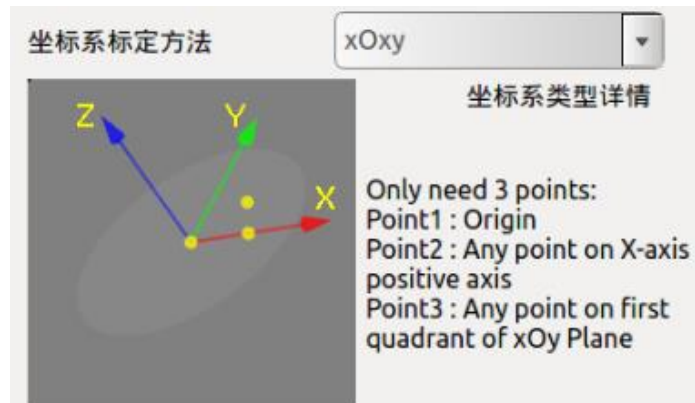 坐标系标定方法
xOxy
坐标系类型详情
Z
Y
X
Only need 3 points:
Point1 : Origin
Point2 : Any point on X-axis
positive axis
Point3 : Any point on first
quadrant of xOy Plane